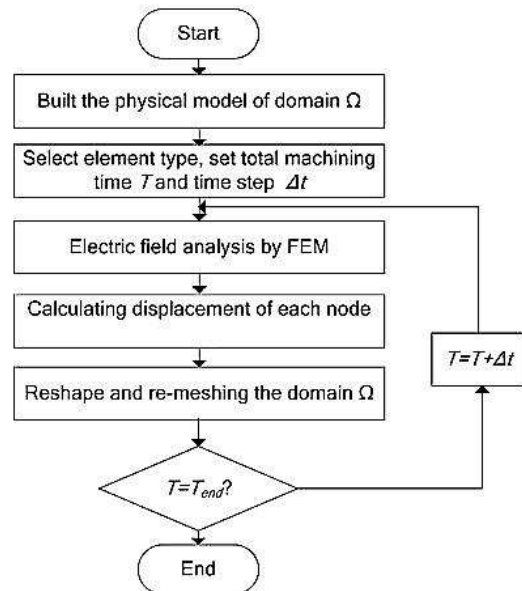 Start
Built the physical model of domain Ω
Select element type, set total machining
time T and time step Δt
Electric field analysis by FEM
Calculating displacement of each node
T=T+Δt
Reshape and re-meshing the domain Ω
T=Tend?
End